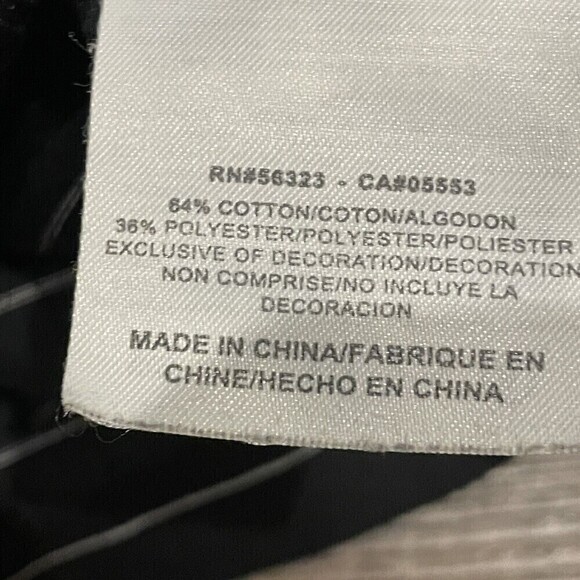 RN#56323 - CA#05553
64% COTTON/COTON/ALGODON
36% POLYESTER/POLYESTER/POLIESTER
EXCLUSIVE OF DECORATION/DECORATION
NON COMPRISE/NO INCLUYE LA
DECORACION
MADE IN CHINA/FABRIQUE EN
CHINE/HECHO EN CHINA